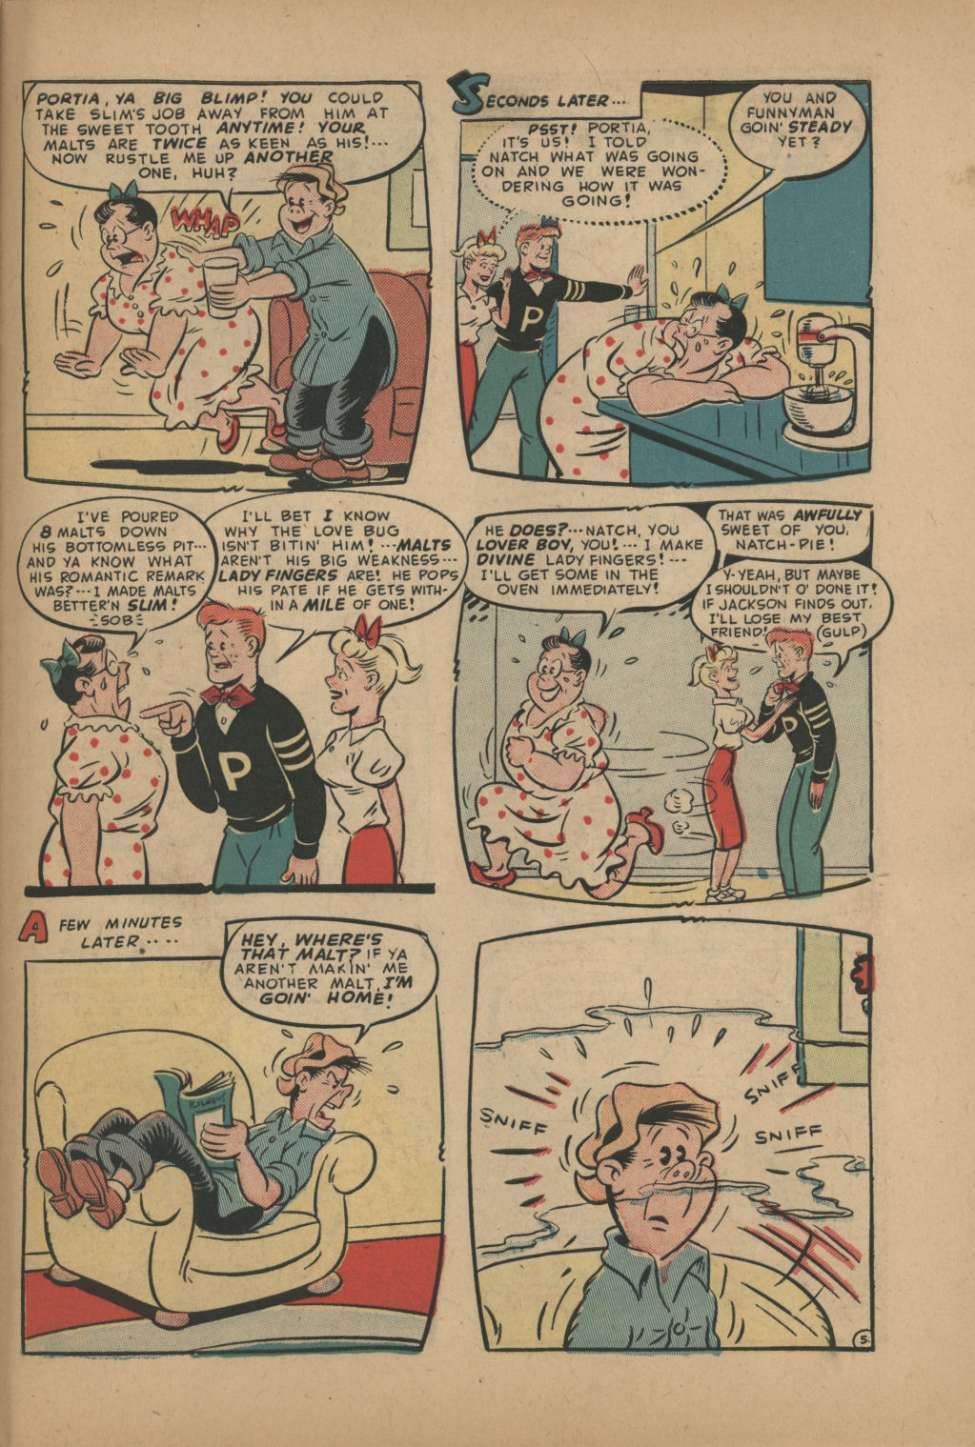 PORTIA, YA BIG BLIMP! YOU COULD
TAKE SLIM'S JOB AWAY FROM HIM AT
THE SWEET TOOTH ANYTIME! YOUR
MALTS ARE TWICE AS KEEN AS HIS!...
NOW RUSTLE ME UP ANOTHER
ONE, HUH?
WHAP
SECONDS LATER...
PSST! PORTIA,
IT'S US! I TOLD
NATCH WHAT WAS GOING
ON AND WE WERE WON-
DERING HOW IT WAS
GOING!
YOU AND
FUNNYMAN
GOIN' STEADY
YET?
P
I'VE POURED
8 MALTS DOWN
HIS BOTTOMLESS PIT...
AND YA KNOW WHAT
HIS ROMANTIC REMARK
WAS?... I MADE MALTS
BETTER'N SLIM!
-SOB-
I'LL BET I KNOW
WHY THE LOVE BUG
ISN'T BITIN' HIM!...MALTS
AREN'T HIS BIG WEAKNESS...
LADY FINGERS ARE! HE POPS
HIS PATE IF HE GETS WITH-
IN A MILE OF ONE!
P
HE DOES?...NATCH, YOU
LOVER BOY, YOU!... I MAKE
DIVINE LADY FINGERS!...
I'LL GET SOME IN THE
OVEN IMMEDIATELY!
THAT WAS AWFULLY
SWEET OF YOU,
NATCH-PIE!
Y-YEAH, BUT MAYBE
I SHOULDN'T O' DONE IT!
IF JACKSON FINDS OUT,
I'LL LOSE MY BEST
FRIEND! (GULP)
P
A FEW MINUTES
LATER....
HEY, WHERE'S
THAT MALT? IF YA
AREN'T MAKIN' ME
ANOTHER MALT, I'M
GOIN' HOME!
SNIFF
SNIFF
SNIFF
5